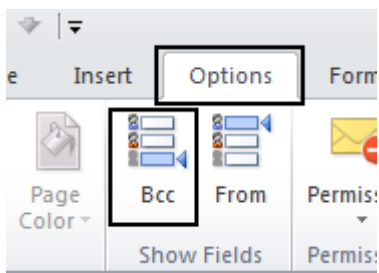 e Insert Options Form
Page Bcc From Permiss
Color
Show Fields Permiss